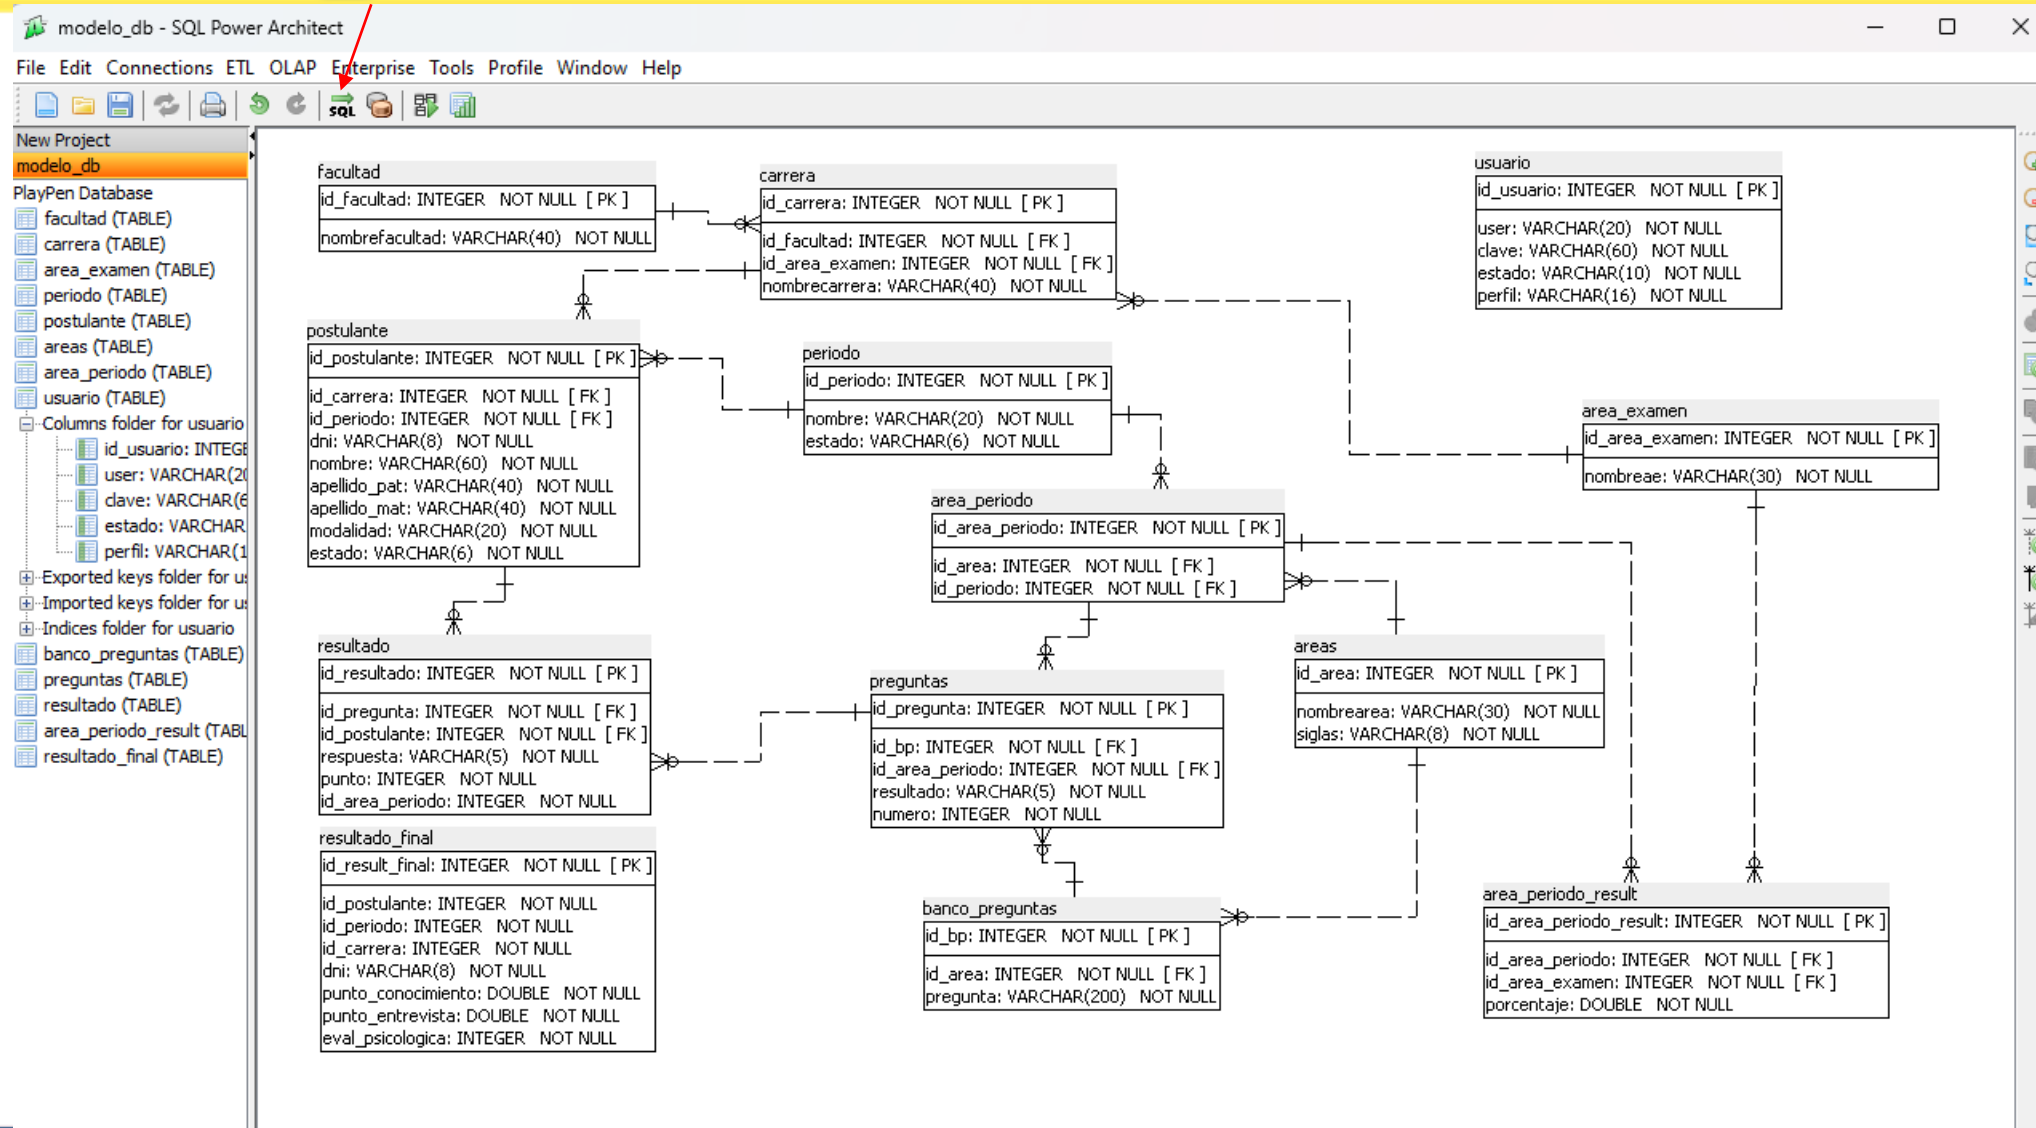 modelo_db - SQL Power Architect
File Edit Connections ETL OLAP Enterprise Tools Profile Window Help
SQL
New Project
modelo_db
PlayPen Database
facultad (TABLE)
carrera (TABLE)
area_examen (TABLE)
periodo (TABLE)
postulante (TABLE)
areas (TABLE)
area_periodo (TABLE)
usuario (TABLE)
Columns folder for usuario
id_usuario: INTEGE
user: VARCHAR(20
clave: VARCHAR(6
estado: VARCHAR
perfil: VARCHAR(1
Exported keys folder for us
Imported keys folder for us
Indices folder for usuario
banco_preguntas (TABLE)
preguntas (TABLE)
resultado (TABLE)
area_periodo_result (TABL
resultado_final (TABLE)
facultad
id_facultad: INTEGER NOT NULL [ PK ]
nombrefacultad: VARCHAR(40) NOT NULL
carrera
id_carrera: INTEGER NOT NULL [ PK ]
id_facultad: INTEGER NOT NULL [ FK ]
id_area_examen: INTEGER NOT NULL [ FK ]
nombrecarrera: VARCHAR(40) NOT NULL
usuario
id_usuario: INTEGER NOT NULL [ PK ]
user: VARCHAR(20) NOT NULL
clave: VARCHAR(60) NOT NULL
estado: VARCHAR(10) NOT NULL
perfil: VARCHAR(16) NOT NULL
postulante
id_postulante: INTEGER NOT NULL [ PK ]
id_carrera: INTEGER NOT NULL [ FK ]
id_periodo: INTEGER NOT NULL [ FK ]
dni: VARCHAR(8) NOT NULL
nombre: VARCHAR(60) NOT NULL
apellido_pat: VARCHAR(40) NOT NULL
apellido_mat: VARCHAR(40) NOT NULL
modalidad: VARCHAR(20) NOT NULL
estado: VARCHAR(6) NOT NULL
periodo
id_periodo: INTEGER NOT NULL [ PK ]
nombre: VARCHAR(20) NOT NULL
estado: VARCHAR(6) NOT NULL
area_examen
id_area_examen: INTEGER NOT NULL [ PK ]
nombreae: VARCHAR(30) NOT NULL
area_periodo
id_area_periodo: INTEGER NOT NULL [ PK ]
id_area: INTEGER NOT NULL [ FK ]
id_periodo: INTEGER NOT NULL [ FK ]
resultado
id_resultado: INTEGER NOT NULL [ PK ]
id_pregunta: INTEGER NOT NULL [ FK ]
id_postulante: INTEGER NOT NULL [ FK ]
respuesta: VARCHAR(5) NOT NULL
punto: INTEGER NOT NULL
id_area_periodo: INTEGER NOT NULL
preguntas
id_pregunta: INTEGER NOT NULL [ PK ]
id_bp: INTEGER NOT NULL [ FK ]
id_area_periodo: INTEGER NOT NULL [ FK ]
resultado: VARCHAR(5) NOT NULL
numero: INTEGER NOT NULL
areas
id_area: INTEGER NOT NULL [ PK ]
nombrearea: VARCHAR(30) NOT NULL
siglas: VARCHAR(8) NOT NULL
resultado_final
id_result_final: INTEGER NOT NULL [ PK ]
id_postulante: INTEGER NOT NULL
id_periodo: INTEGER NOT NULL
id_carrera: INTEGER NOT NULL
dni: VARCHAR(8) NOT NULL
punto_conocimiento: DOUBLE NOT NULL
punto_entrevista: DOUBLE NOT NULL
eval_psicologica: INTEGER NOT NULL
banco_preguntas
id_bp: INTEGER NOT NULL [ PK ]
id_area: INTEGER NOT NULL [ FK ]
pregunta: VARCHAR(200) NOT NULL
area_periodo_result
id_area_periodo_result: INTEGER NOT NULL [ PK ]
id_area_periodo: INTEGER NOT NULL [ FK ]
id_area_examen: INTEGER NOT NULL [ FK ]
porcentaje: DOUBLE NOT NULL